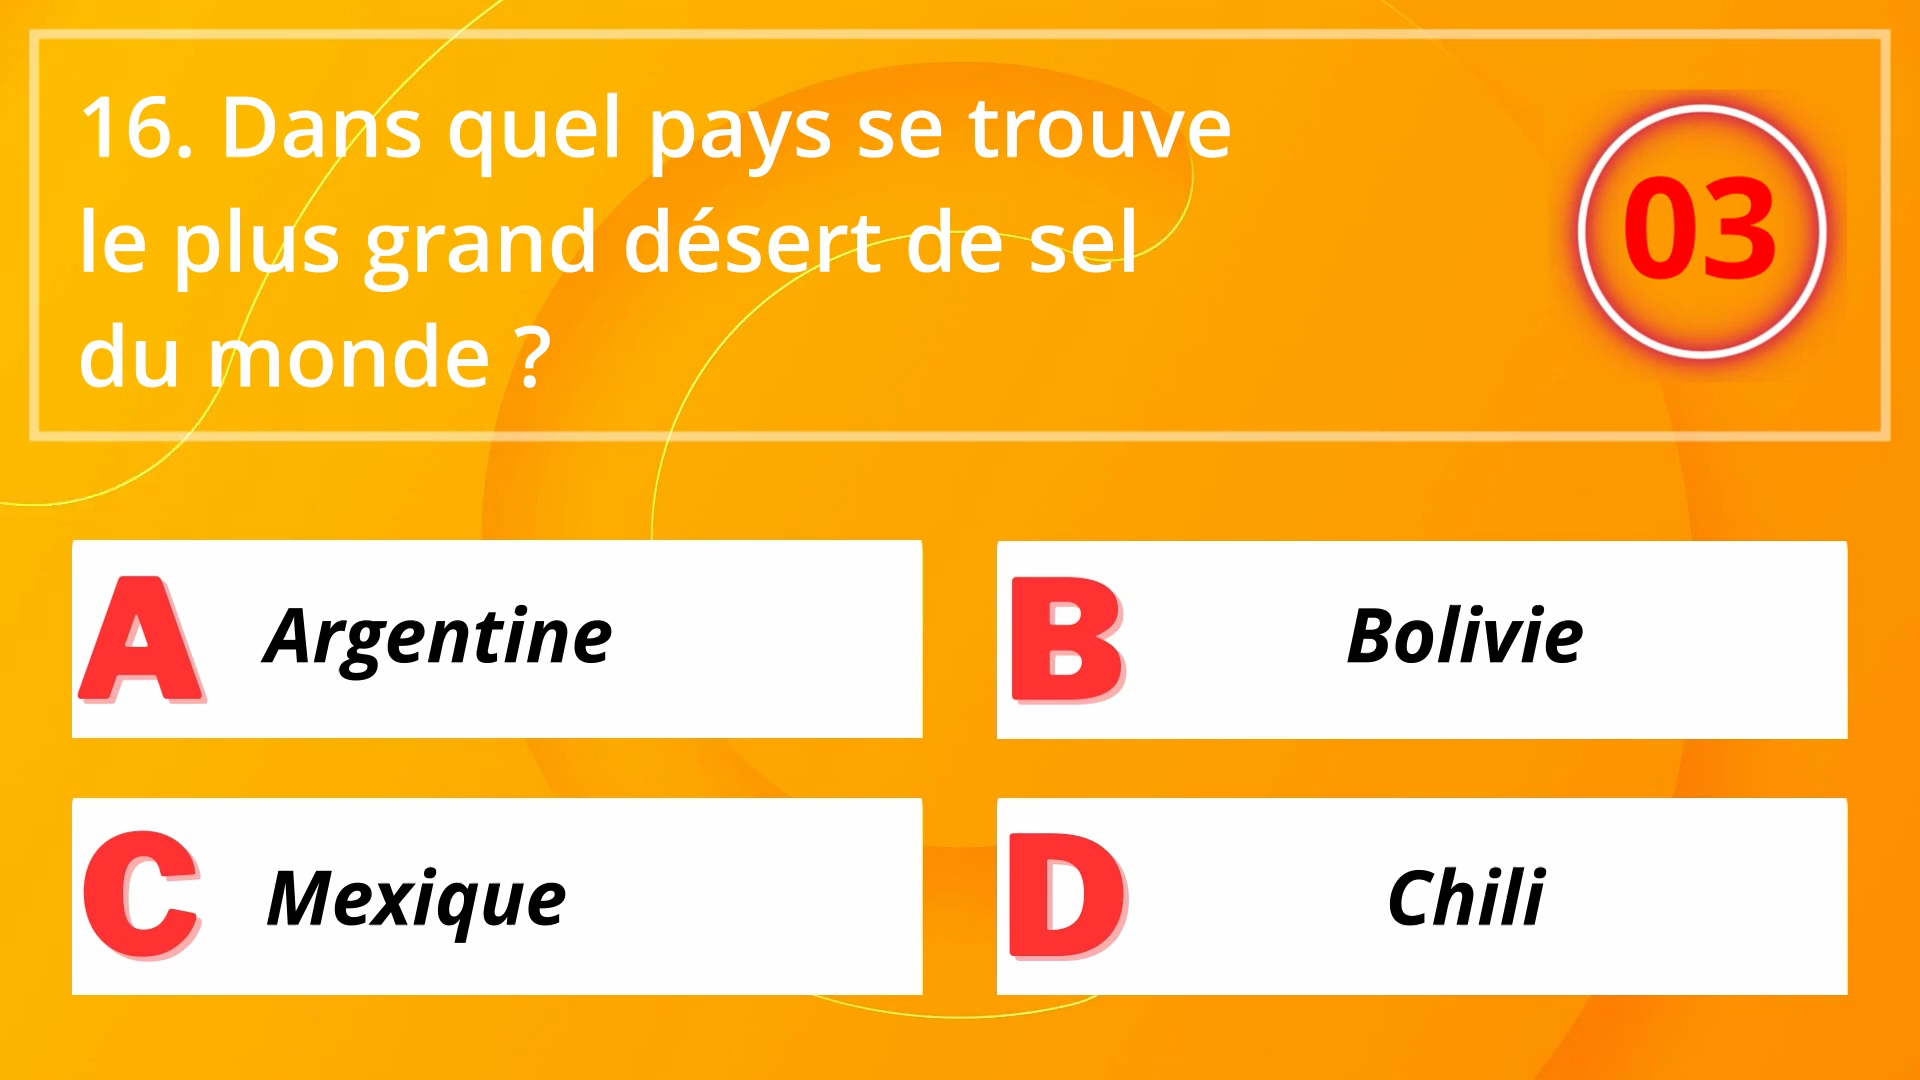 16. Dans quel pays se trouve
le plus grand désert de sel
du monde ?
03
A Argentine
B Bolivie
C Mexique
D Chili